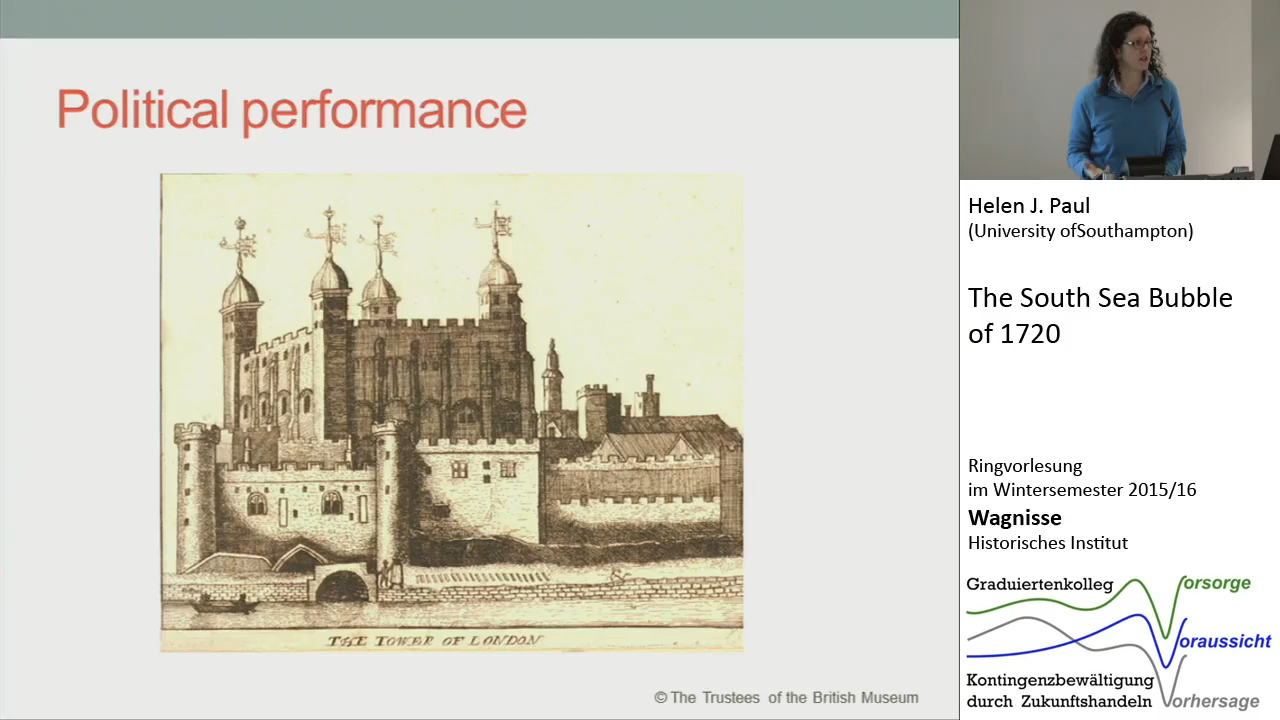 Political performance
THE TOWER OF LONDON
© The Trustees of the British Museum
Helen J. Paul
(University ofSouthampton)
The South Sea Bubble
of 1720
Ringvorlesung
im Wintersemester 2015/16
Wagnisse
Historisches Institut
Graduiertenkolleg
Vorsorge
Voraussicht
Kontingenzbewältigung
durch Zukunftshandeln
Vorhersage